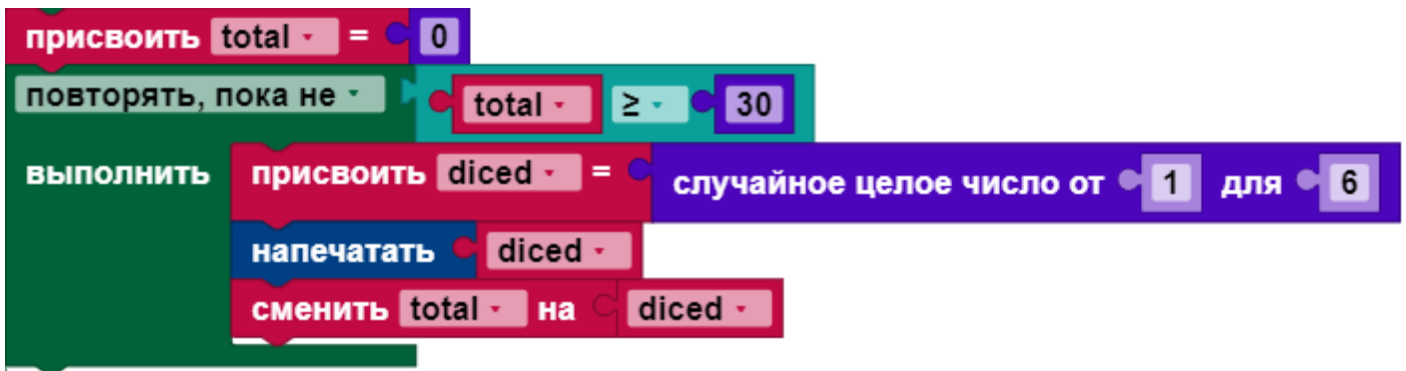 присвоить total = 0
повторять, пока не total ≥ 30
выполнить присвоить diced = случайное целое число от 1 для 6
напечатать diced
сменить total на diced